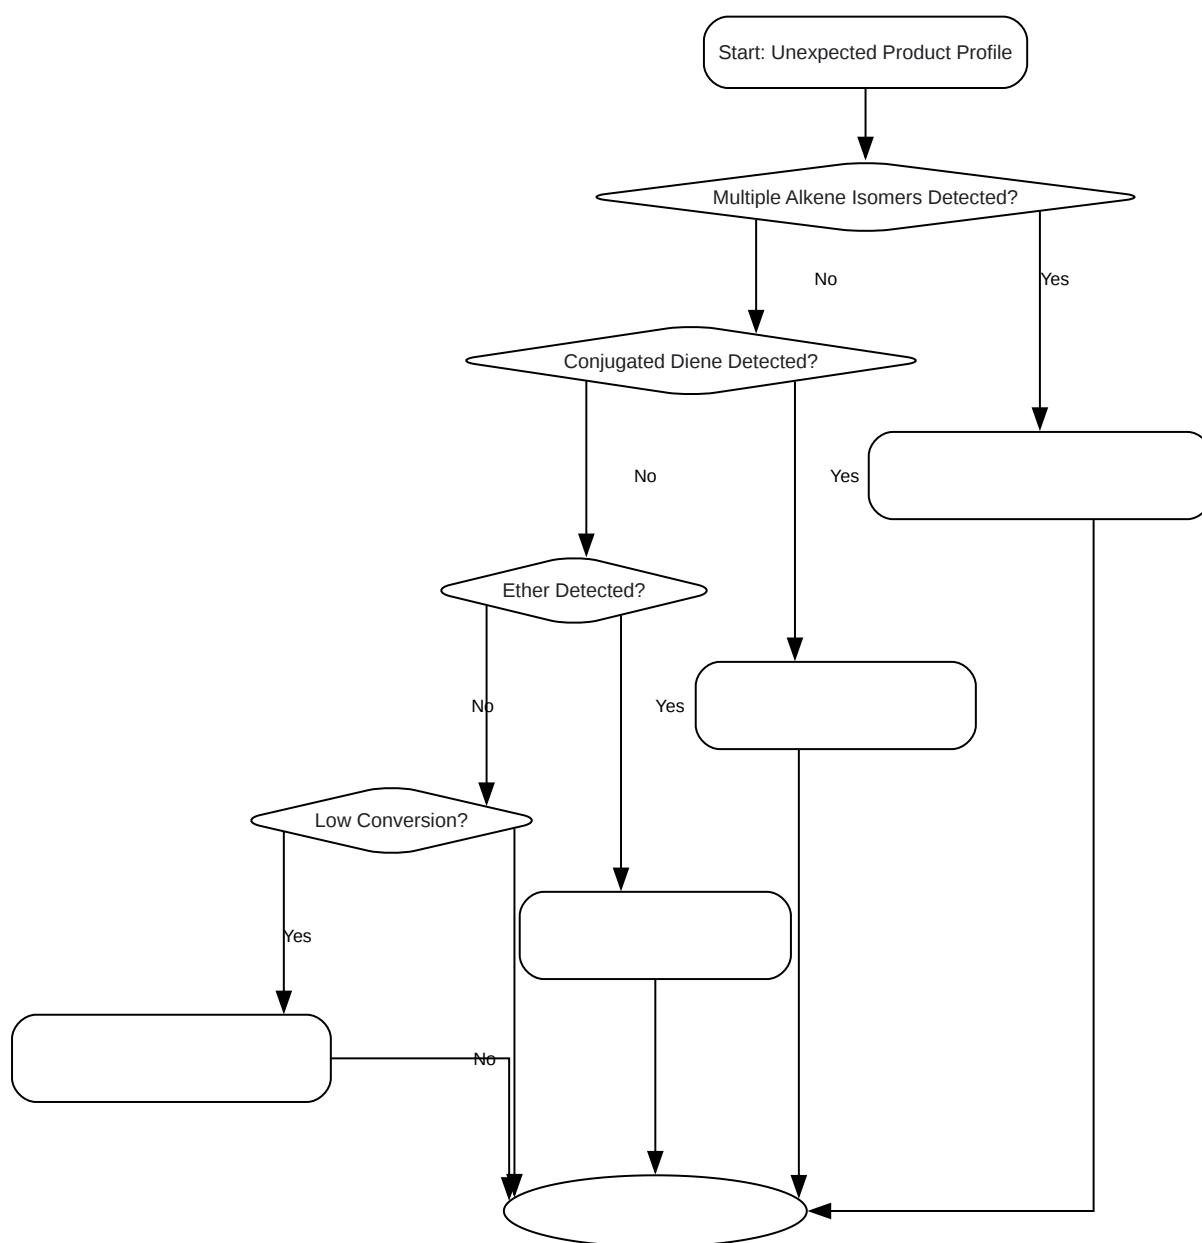 Start: Unexpected Product Profile
Multiple Alkene Isomers Detected?
No
Yes
Conjugated Diene Detected?
No
Yes
Ether Detected?
No
Yes
Low Conversion?
Yes
No